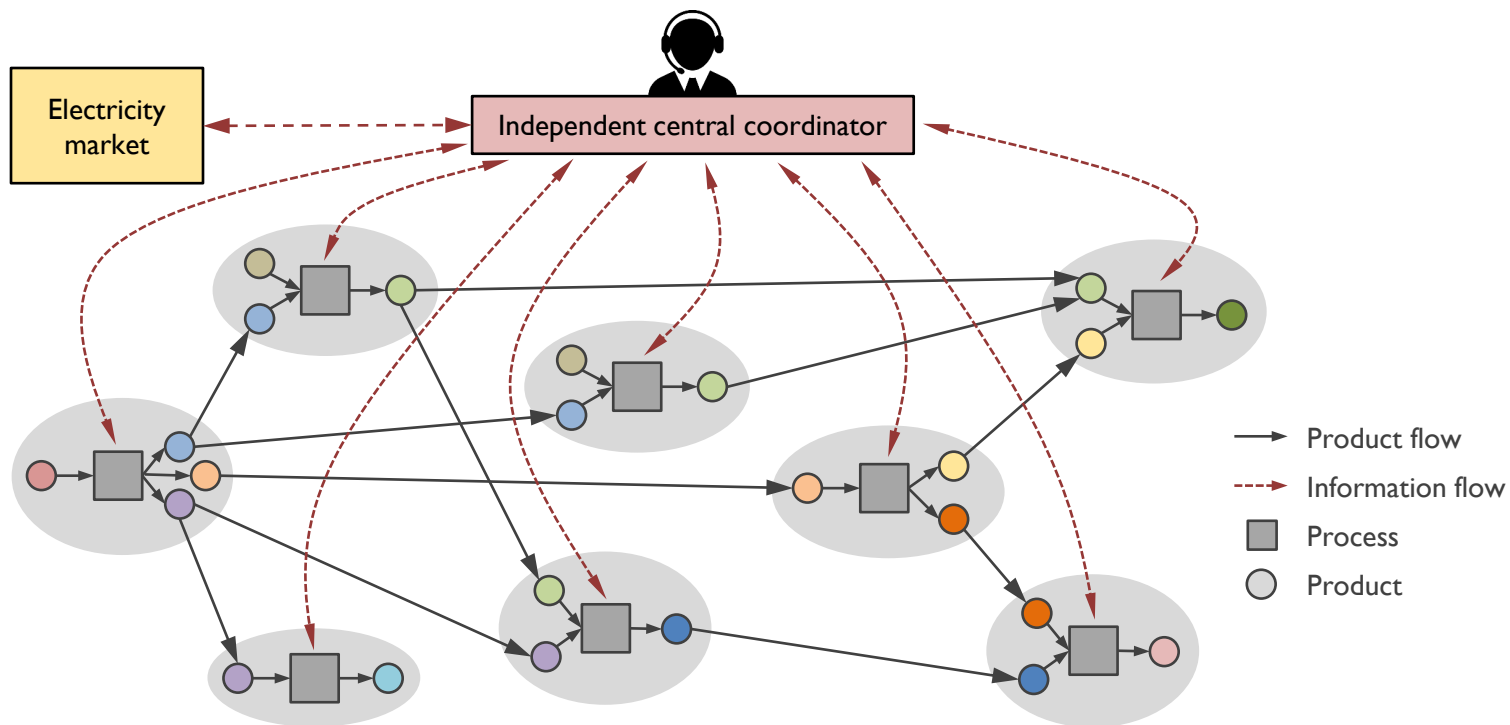 Electricity
market
Independent central coordinator
Product flow
Information flow
Process
Product